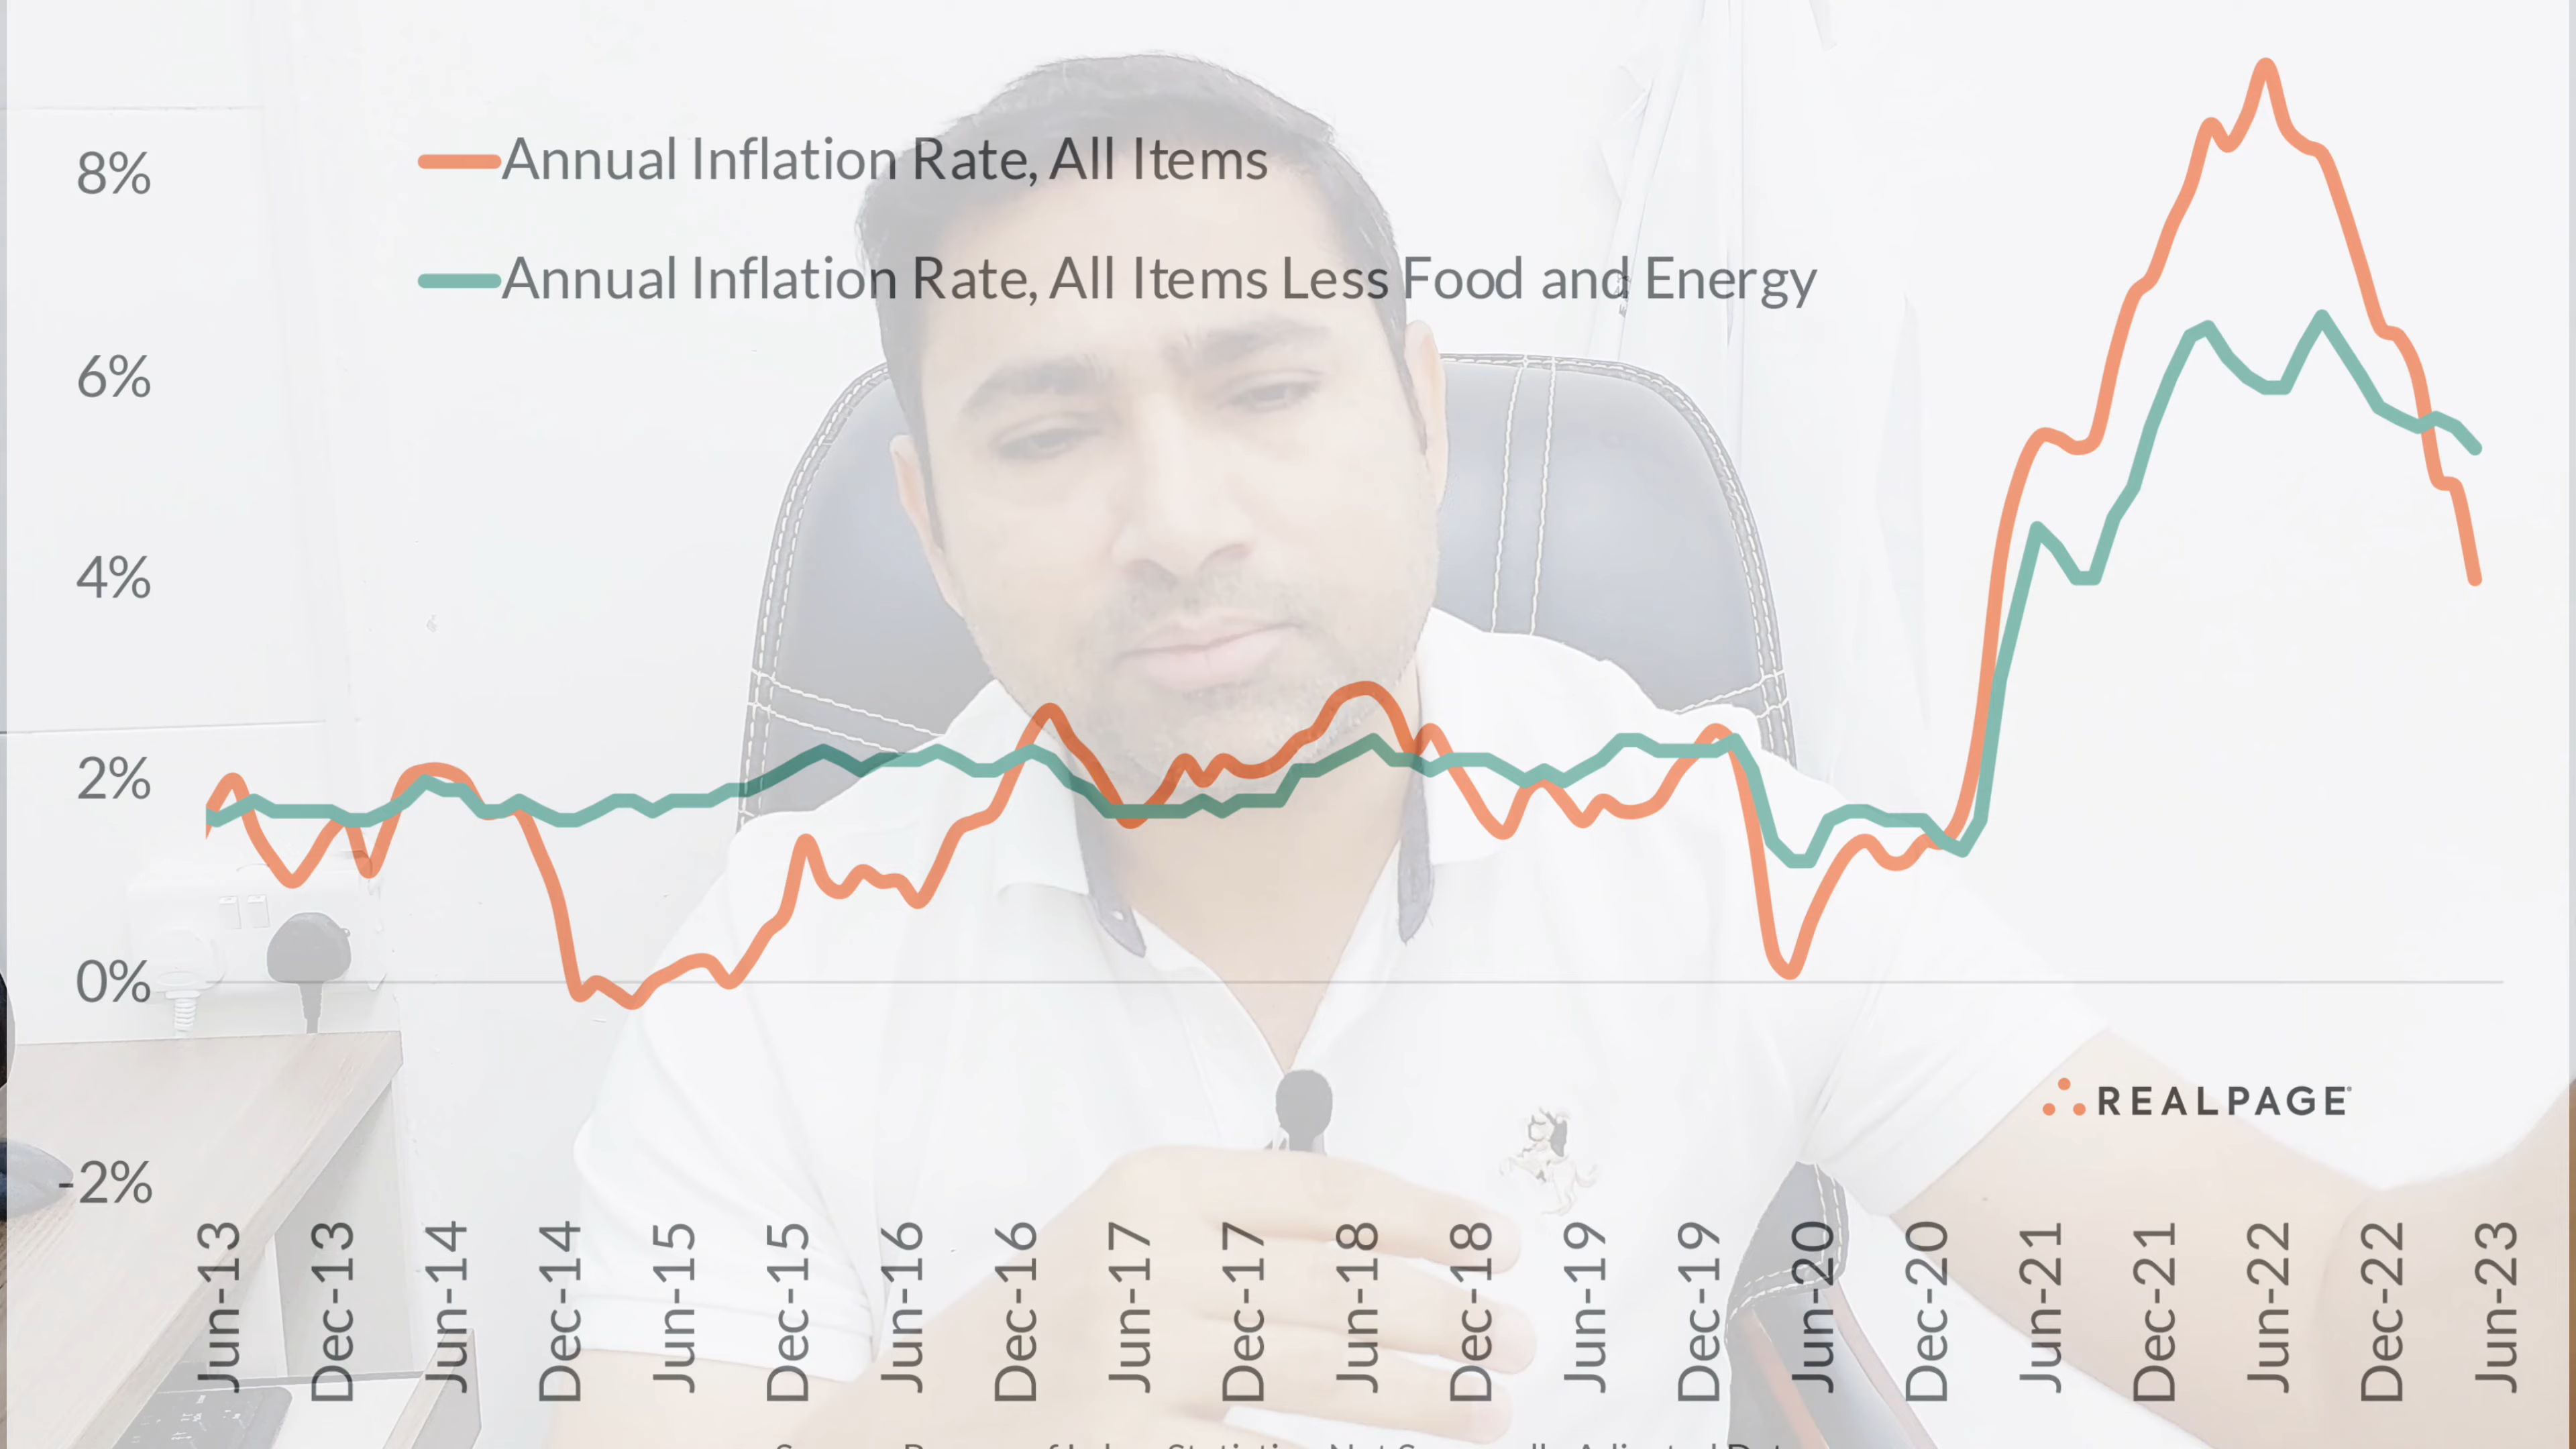 8%
Annual Inflation Rate, All Items
Annual Inflation Rate, All Items Less Food and Energy
6%
4%
2%
0%
-2%
REALPAGE
Jun-13
Dec-13
Jun-14
Dec-14
Jun-15
Dec-15
Jun-16
Dec-16
Jun-17
Dec-17
Jun-18
Dec-18
Jun-19
Dec-19
Jun-20
Dec-20
Jun-21
Dec-21
Jun-22
Dec-22
Jun-23